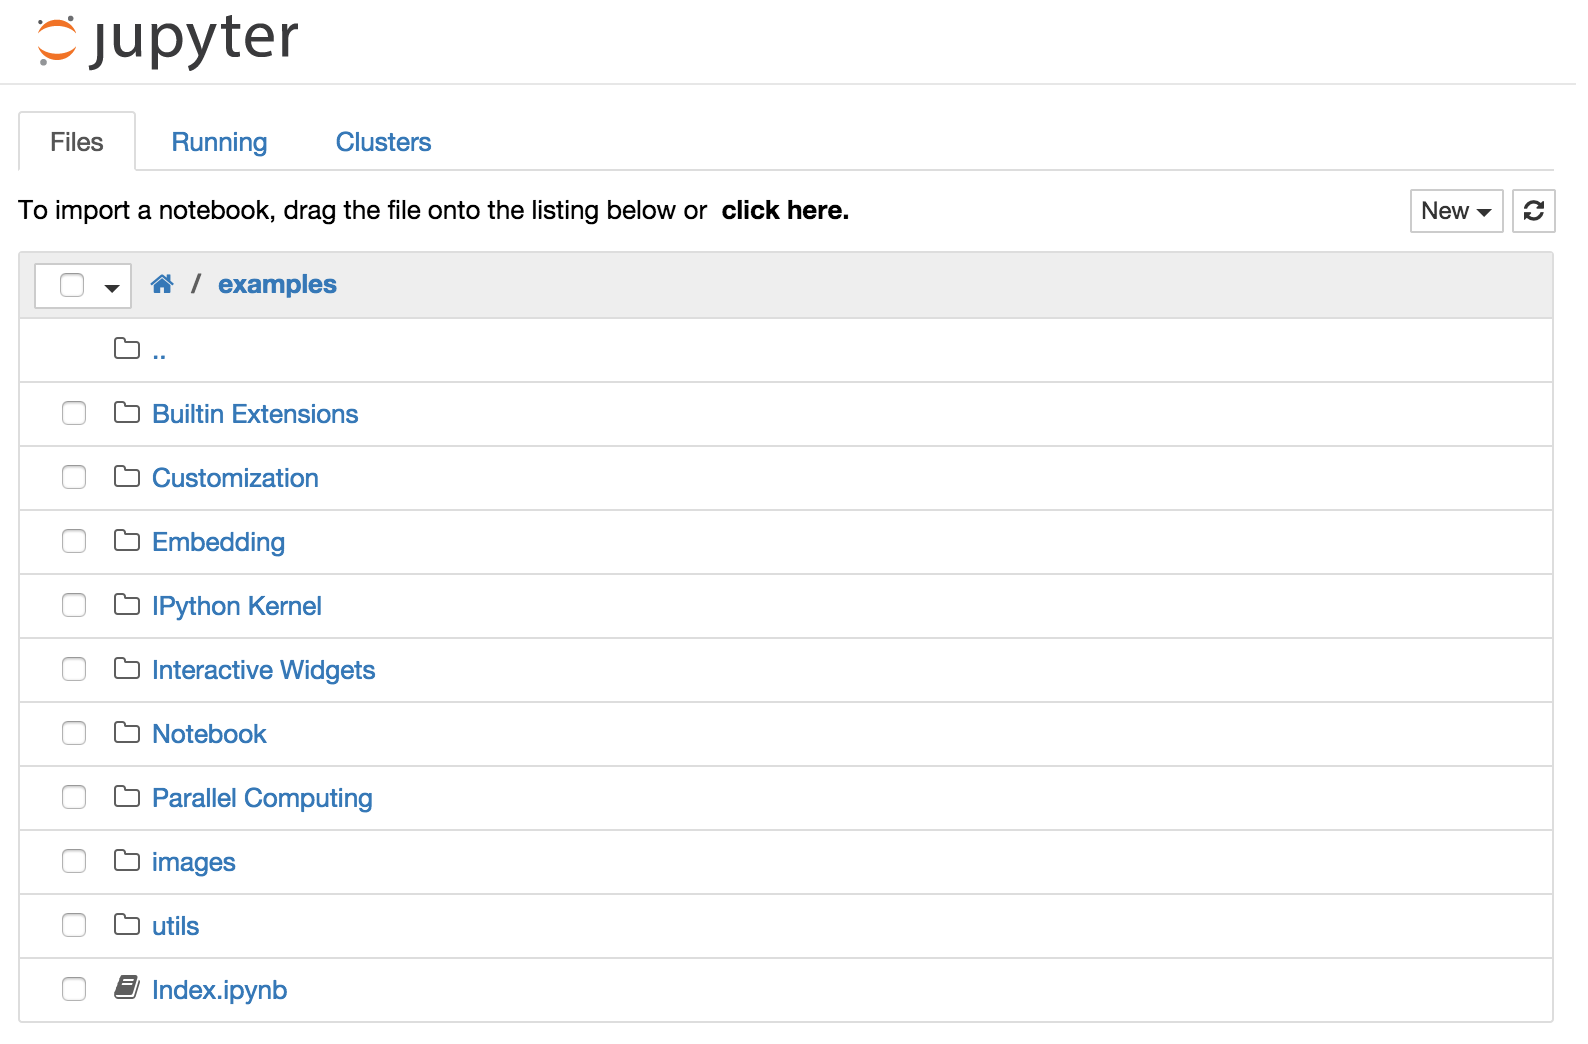 jupyter
Files Running Clusters
To import a notebook, drag the file onto the listing below or click here. New
/ examples
..
Builtin Extensions
Customization
Embedding
IPython Kernel
Interactive Widgets
Notebook
Parallel Computing
images
utils
Index.ipynb